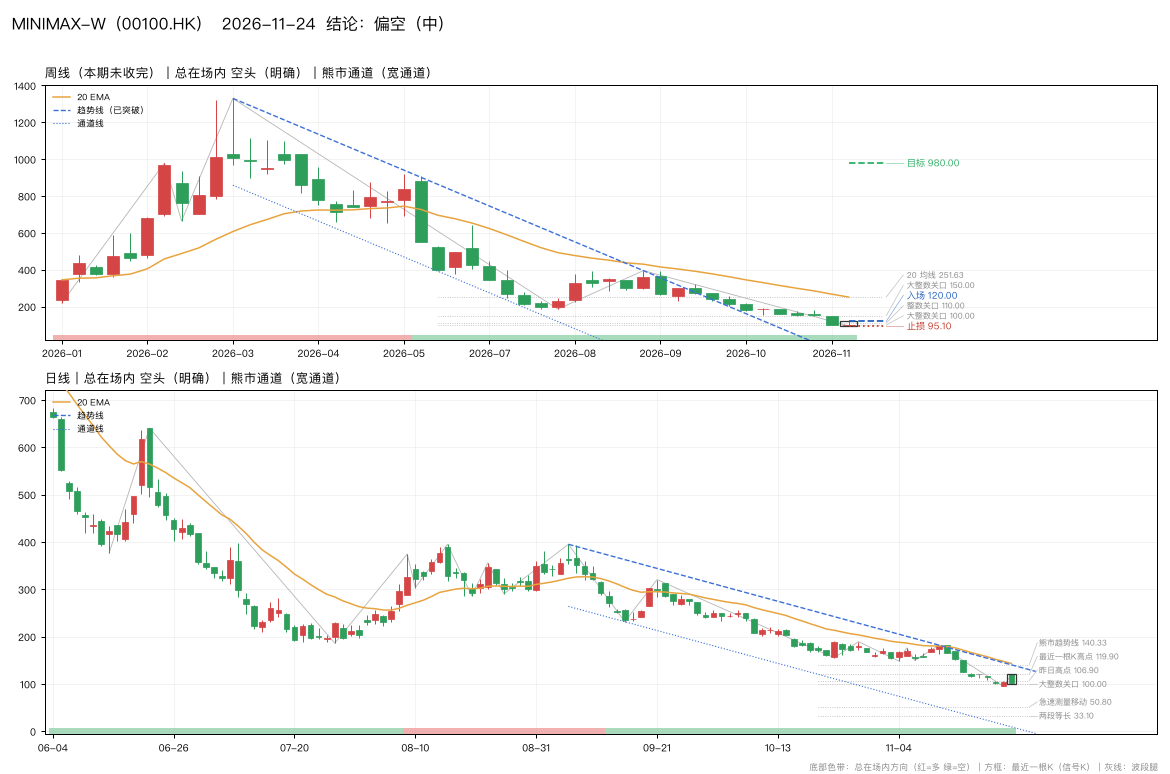 MINIMAX-W（00100.HK） 2026-11-24 结论：偏空（中）
周线（本期未收完）｜总在场内 空头（明确）｜熊市通道（宽通道）
1400
1200
1000
800
600
400
200
20 EMA
趋势线（已突破）
通道线
目标 980.00
20 均线 251.63
大整数关口 150.00
入场 120.00
整数关口 110.00
大整数关口 100.00
止损 95.10
2026-01 2026-02 2026-03 2026-04 2026-05 2026-07 2026-08 2026-09 2026-10 2026-11
日线｜总在场内 空头（明确）｜熊市通道（宽通道）
700
600
500
400
300
200
100
0
20 EMA
趋势线
通道线
熊市趋势线 140.33
最近一根K高点 119.90
昨日高点 106.90
大整数关口 100.00
急速测量移动 50.80
两段等长 33.10
06-04 06-26 07-20 08-10 08-31 09-21 10-13 11-04
底部色带：总在场内方向（红=多 绿=空）｜方框：最近一根K（信号K）｜灰线：波段腿